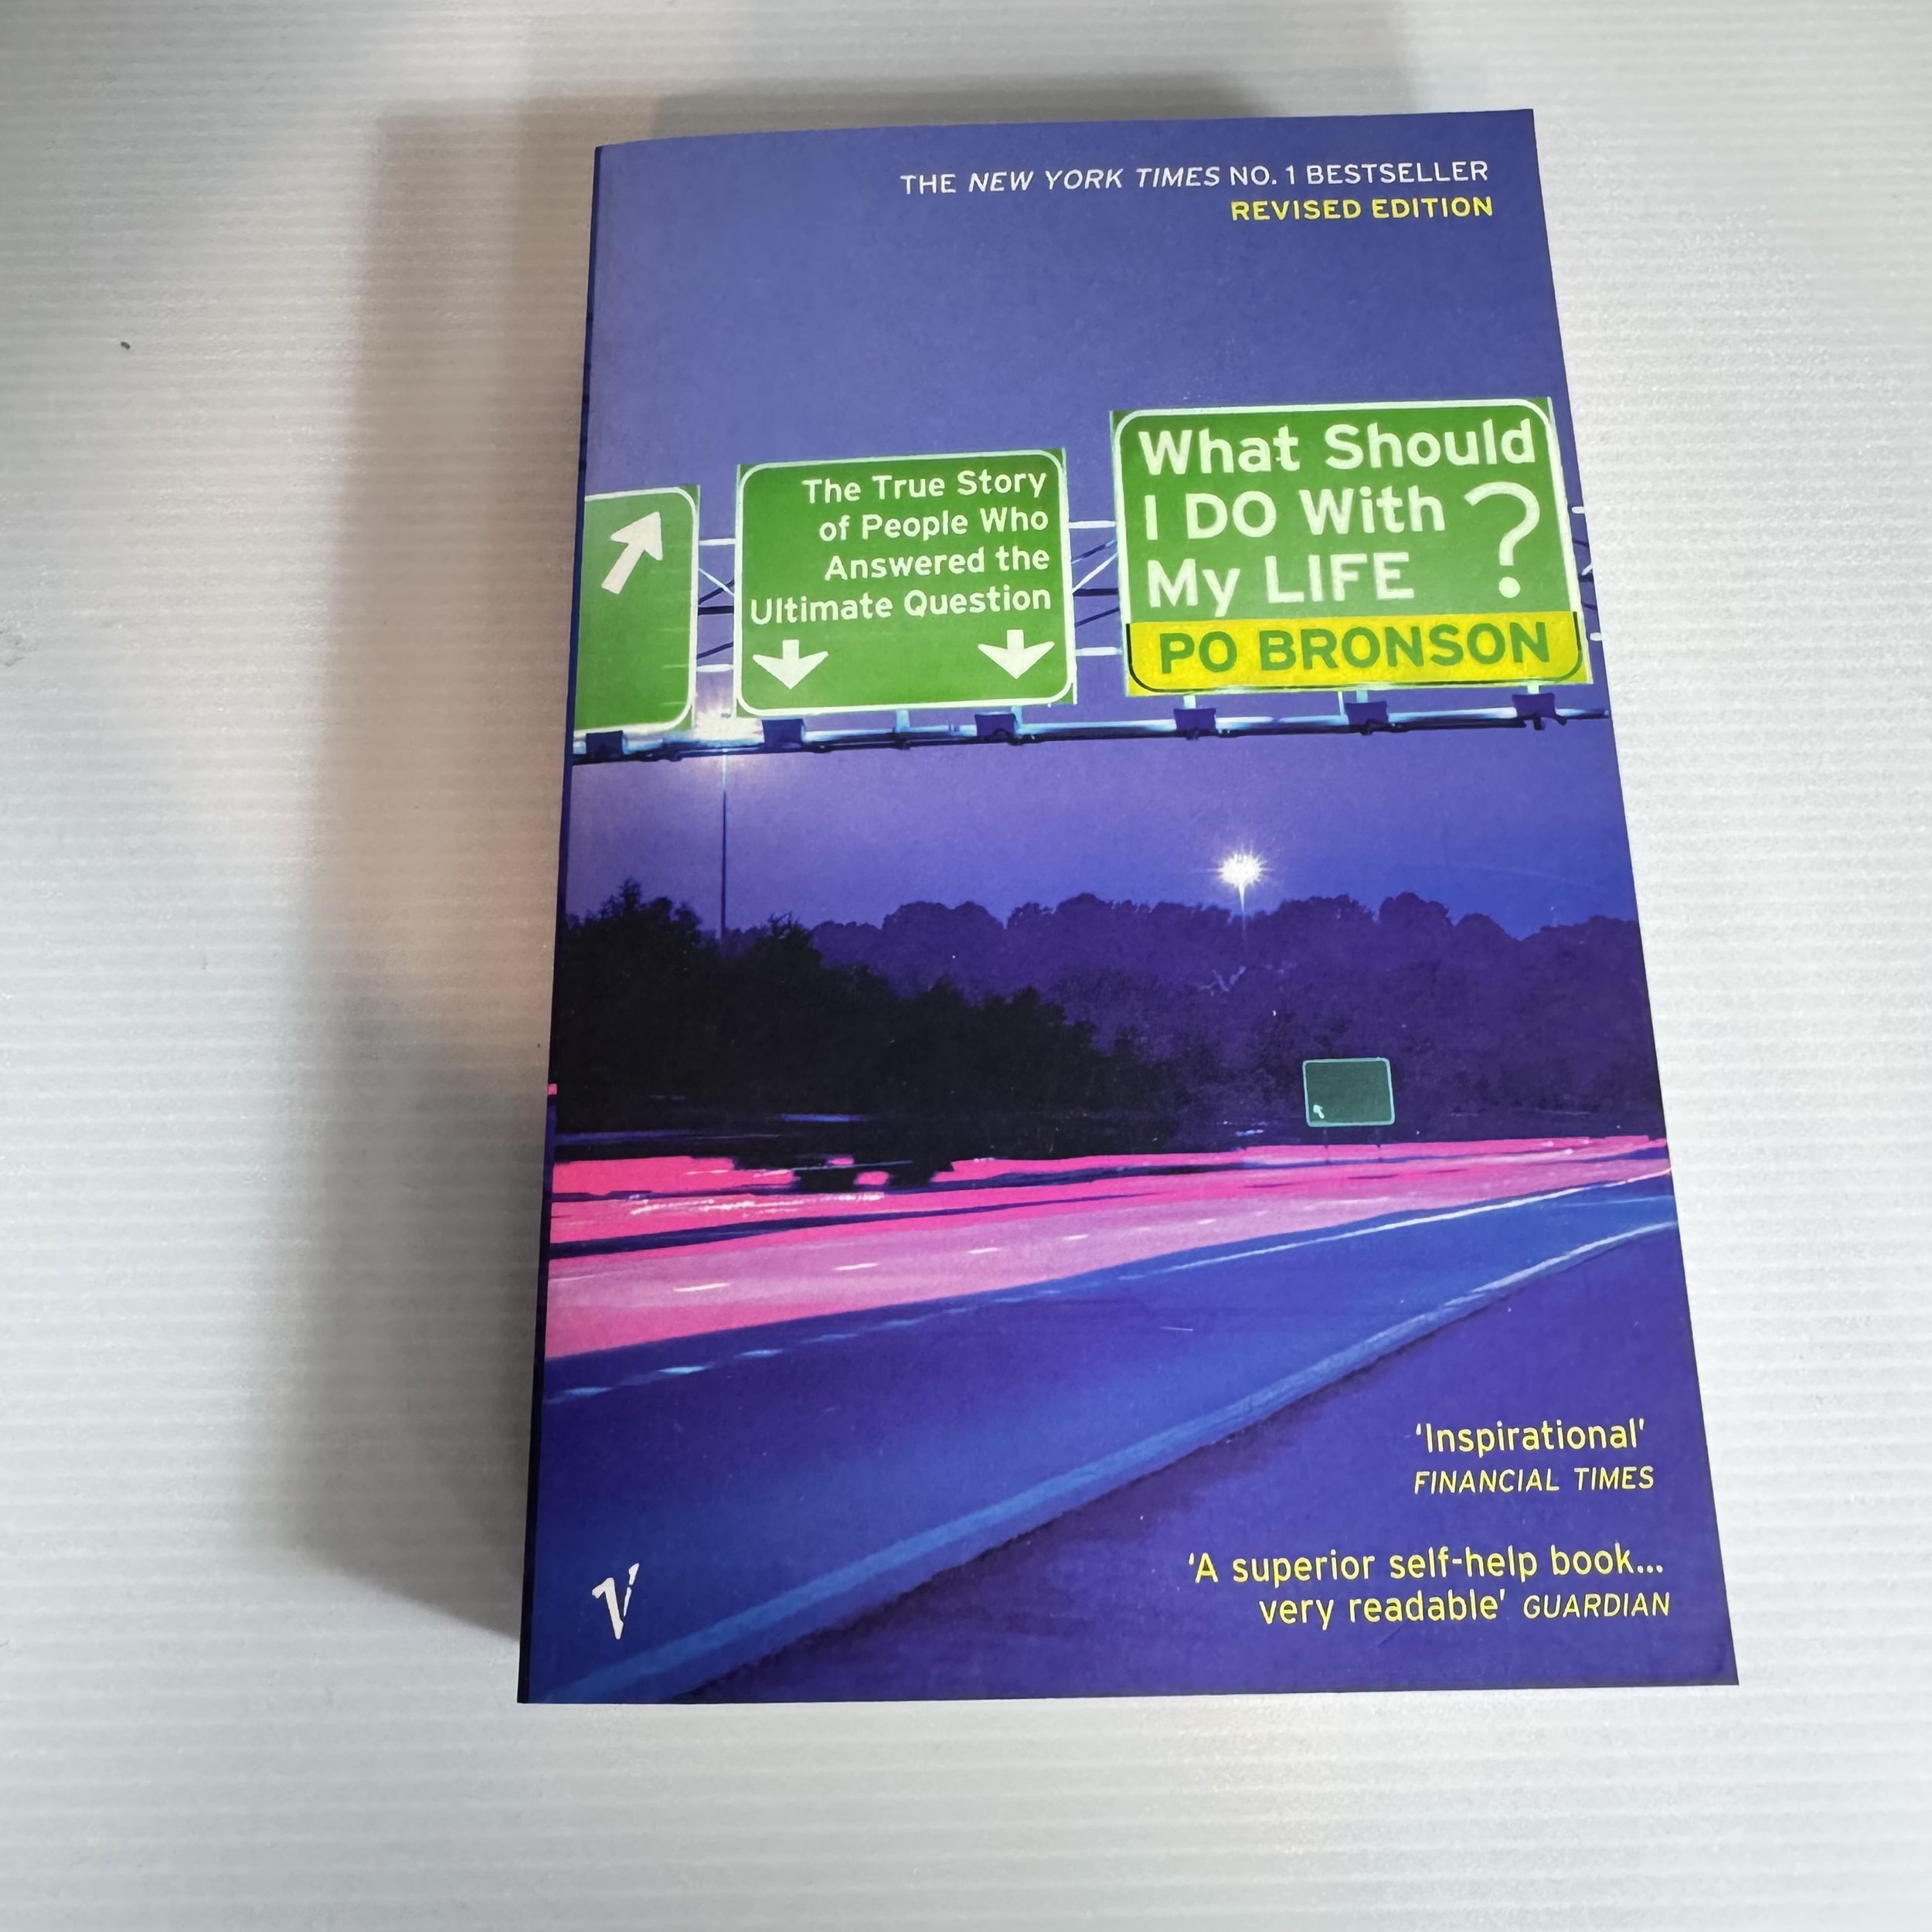 THE NEW YORK TIMES NO. 1 BESTSELLER
REVISED EDITION
What Should
I DO With
My LIFE ?
PO BRONSON
The True Story
of People Who
Answered the
Ultimate Question
'Inspirational'
FINANCIAL TIMES
'A superior self-help book...
very readable' GUARDIAN
V